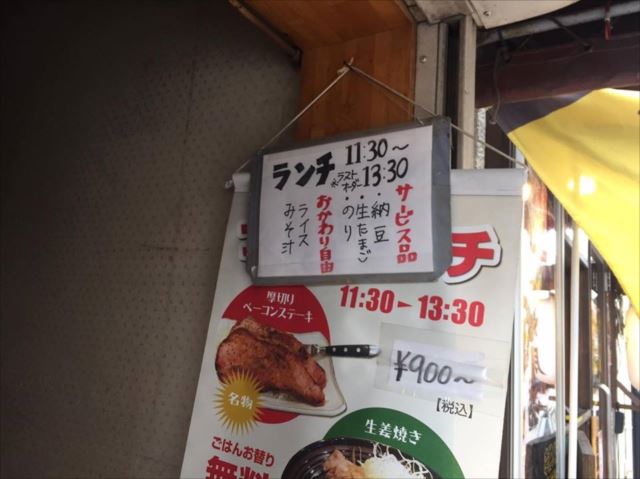 ランチ 11:30〜
※ラストオーダー 13:30
サービス品
・納豆
・生たまご
・のり
おかわり自由
ライス
みそ汁
チ
11:30 ► 13:30
厚切り
ベーコンステーキ
¥900〜
【税込】
名物
生姜焼き
ごはんお替り
無料